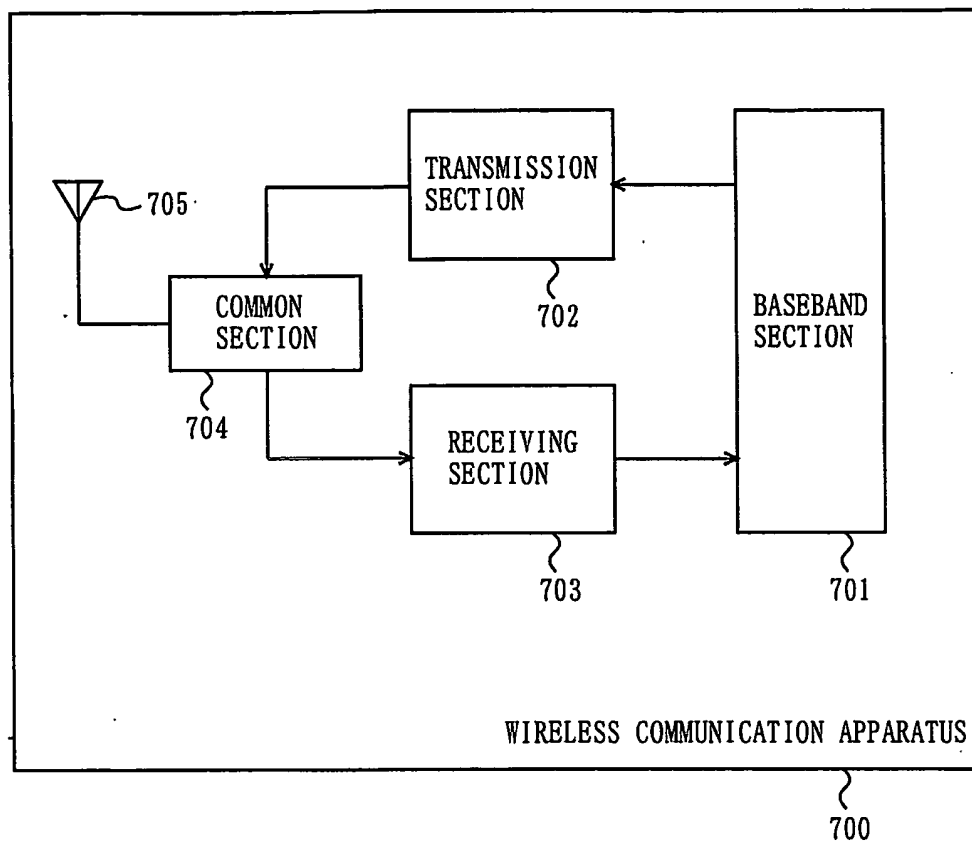 TRANSMISSION
SECTION
702
705
COMMON
SECTION
704
BASEBAND
SECTION
701
RECEIVING
SECTION
703
WIRELESS COMMUNICATION APPARATUS
700